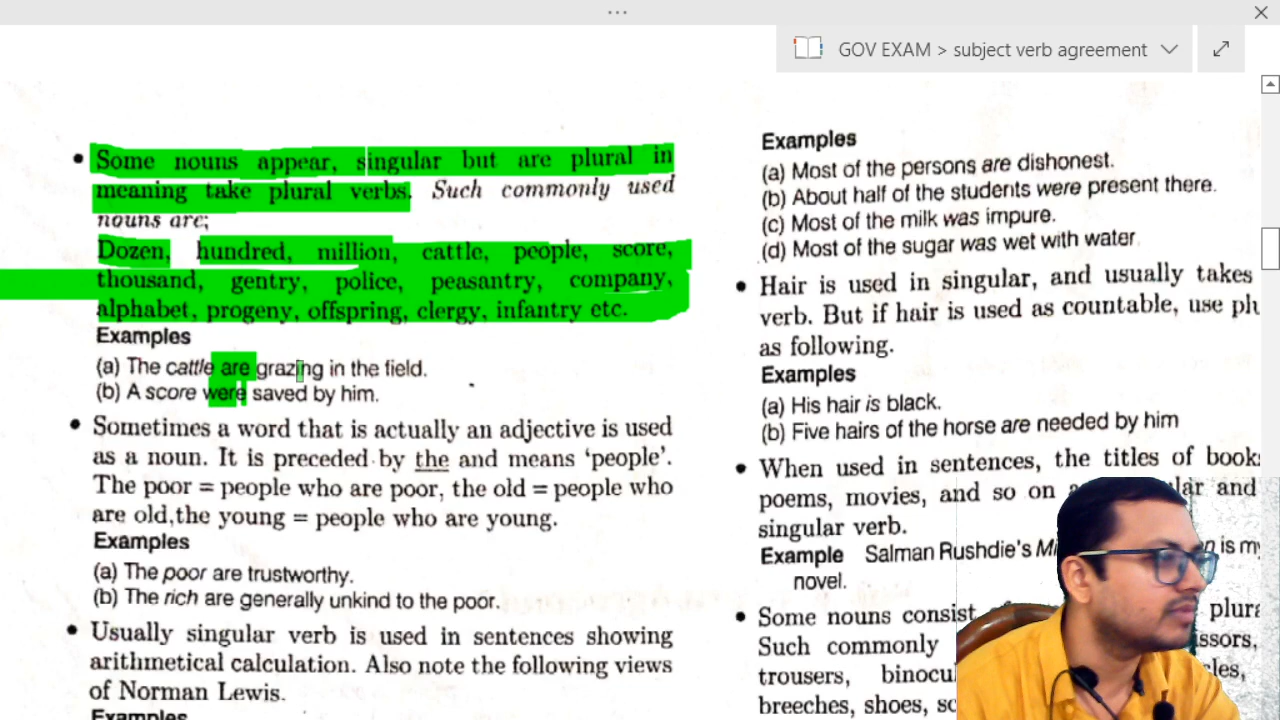 GOV EXAM > subject verb agreement
• Some nouns appear, singular but are plural in
meaning take plural verbs. Such commonly used
nouns are;
Dozen, hundred, million, cattle, people, score,
thousand, gentry, police, peasantry, company,
alphabet, progeny, offspring, clergy, infantry etc.
Examples
(a) The cattle are grazing in the field.
(b) A score were saved by him.
• Sometimes a word that is actually an adjective is used
as a noun. It is preceded by the and means ‘people’.
The poor = people who are poor, the old = people who
are old, the young = people who are young.
Examples
(a) The poor are trustworthy.
(b) The rich are generally unkind to the poor.
• Usually singular verb is used in sentences showing
arithmetical calculation. Also note the following views
of Norman Lewis.
Examples
Examples
(a) Most of the persons are dishonest.
(b) About half of the students were present there.
(c) Most of the milk was impure.
(d) Most of the sugar was wet with water
• Hair is used in singular, and usually takes
verb. But if hair is used as countable, use plu
as following.
Examples
(a) His hair is black.
(b) Five hairs of the horse are needed by him
• When used in sentences, the titles of book
poems, movies, and so on and
singular verb.
Example Salman Rushdie's is my
novel.
• Some nouns consist plura
Such commonly
trousers,
breeches, shoes,